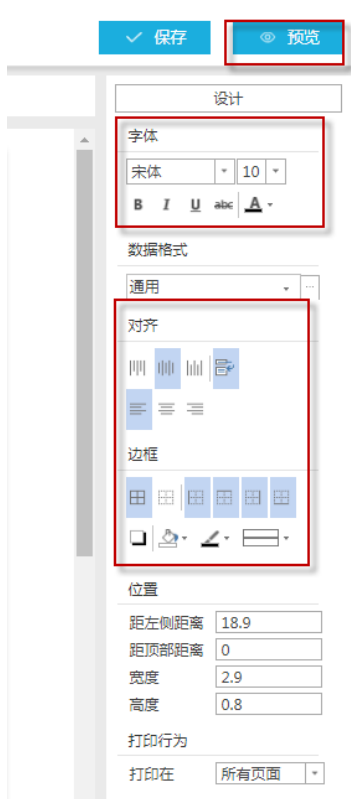 保存 预览
设计
字体
宋体 10
B I U abc A
数据格式
通用 ...
对齐
边框
位置
距左侧距离 18.9
距顶部距离 0
宽度 2.9
高度 0.8
打印行为
打印在 所有页面